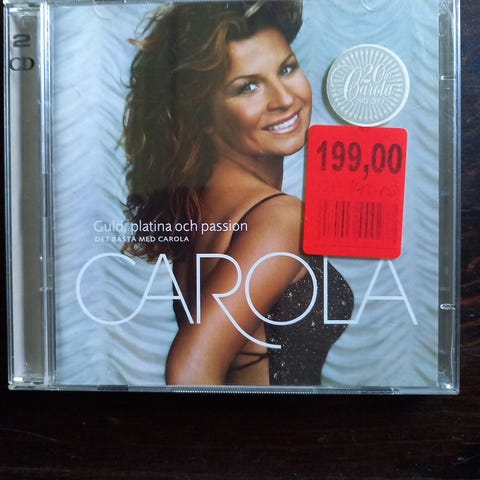 2
CD
20
Carola
199,00
Guld, platina och passion
DET BÄSTA MED CAROLA
CAROLA